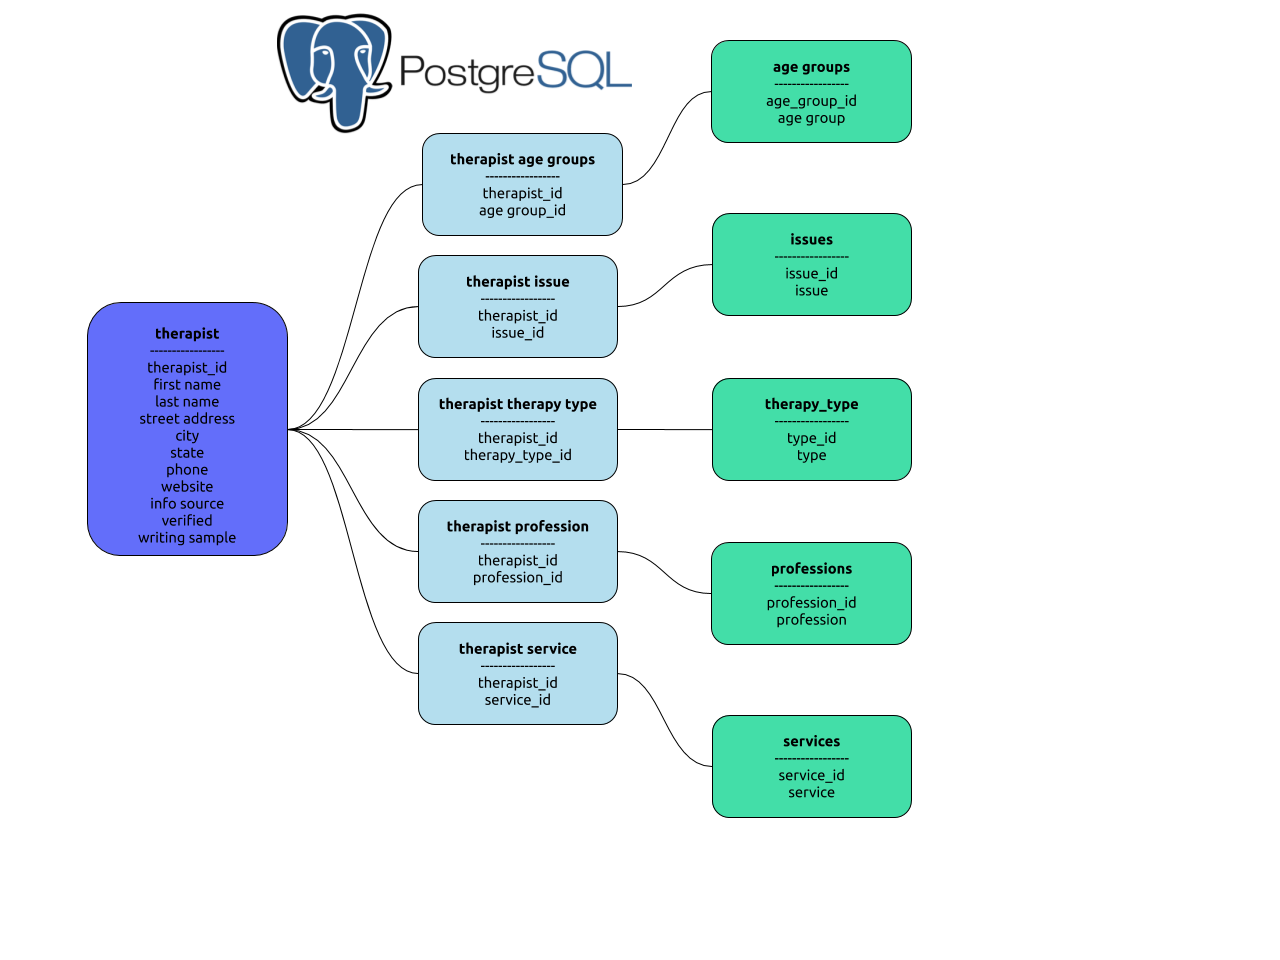 PostgreSQL
therapist
-----------------
therapist_id
first name
last name
street address
city
state
phone
website
info source
verified
writing sample
therapist age groups
-----------------
therapist_id
age group_id
therapist issue
-----------------
therapist_id
issue_id
therapist therapy type
-----------------
therapist_id
therapy_type_id
therapist profession
-----------------
therapist_id
profession_id
therapist service
-----------------
therapist_id
service_id
age groups
-----------------
age_group_id
age group
issues
-----------------
issue_id
issue
therapy_type
-----------------
type_id
type
professions
-----------------
profession_id
profession
services
-----------------
service_id
service